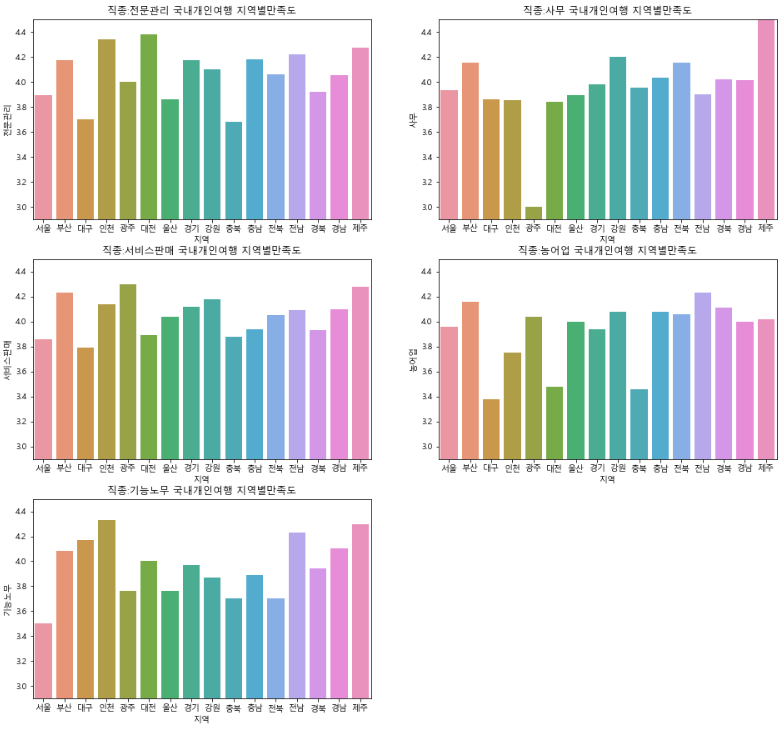 직종:전문관리 국내개인여행 지역별만족도
4.4
4.2
4.0
3.8
3.6
3.4
3.2
3.0
전문관리
서울 부산 대구 인천 광주 대전 울산 경기 강원 충북 충남 전북 전남 경북 경남 제주
지역
직종:사무 국내개인여행 지역별만족도
4.4
4.2
4.0
3.8
3.6
3.4
3.2
3.0
사무
서울 부산 대구 인천 광주 대전 울산 경기 강원 충북 충남 전북 전남 경북 경남 제주
지역
직종:서비스판매 국내개인여행 지역별만족도
4.4
4.2
4.0
3.8
3.6
3.4
3.2
3.0
서비스판매
서울 부산 대구 인천 광주 대전 울산 경기 강원 충북 충남 전북 전남 경북 경남 제주
지역
직종:농어업 국내개인여행 지역별만족도
4.4
4.2
4.0
3.8
3.6
3.4
3.2
3.0
농어업
서울 부산 대구 인천 광주 대전 울산 경기 강원 충북 충남 전북 전남 경북 경남 제주
지역
직종:기능노무 국내개인여행 지역별만족도
4.4
4.2
4.0
3.8
3.6
3.4
3.2
3.0
기능노무
서울 부산 대구 인천 광주 대전 울산 경기 강원 충북 충남 전북 전남 경북 경남 제주
지역